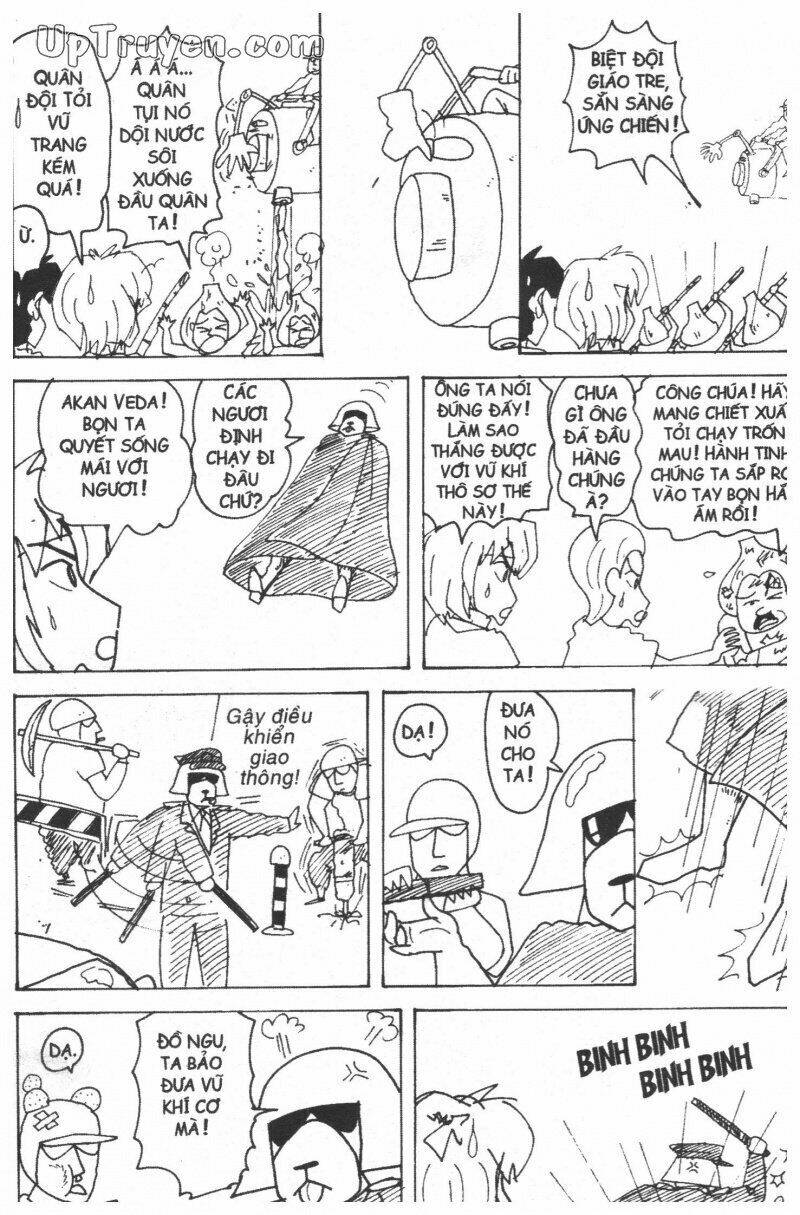 UpTruyen.com
BIỆT ĐỘI
GIÁO TRE,
SẴN SÀNG
ỨNG CHIẾN!
Á Á Á...
QUÂN
TỤI NÓ
DỘI NƯỚC
SÔI
XUỐNG
ĐẦU QUÂN
TA!
QUÂN
ĐỘI TỎI
VŨ
TRANG
KÉM
QUÁ!
Ừ.
CÔNG CHÚA! HÃY
MANG CHIẾT XUẤ
TỎI CHẠY TRỐN
MAU! HÀNH TINH
CHÚNG TA SẮP RƠ
VÀO TAY BỌN HẮ
ÁM RỒI!
CHƯA
GÌ ÔNG
ĐÃ ĐẦU
HÀNG
CHÚNG
À?
ÔNG TA NÓI
ĐÚNG ĐẤY!
LÀM SAO
THẮNG ĐƯỢC
VỚI VŨ KHÍ
THÔ SƠ THẾ
NÀY!
CÁC
NGƯƠI
ĐỊNH
CHẠY ĐI
ĐÂU
CHỨ?
AKAN VEDA!
BỌN TA
QUYẾT SỐNG
MÁI VỚI
NGƯƠI!
ĐƯA
NÓ
CHO
TA!
DẠ!
Gậy điều
khiển
giao
thông!
BINH BINH
BINH BINH
ĐỒ NGU,
TA BẢO
ĐƯA VŨ
KHÍ CƠ
MÀ!
DẠ.